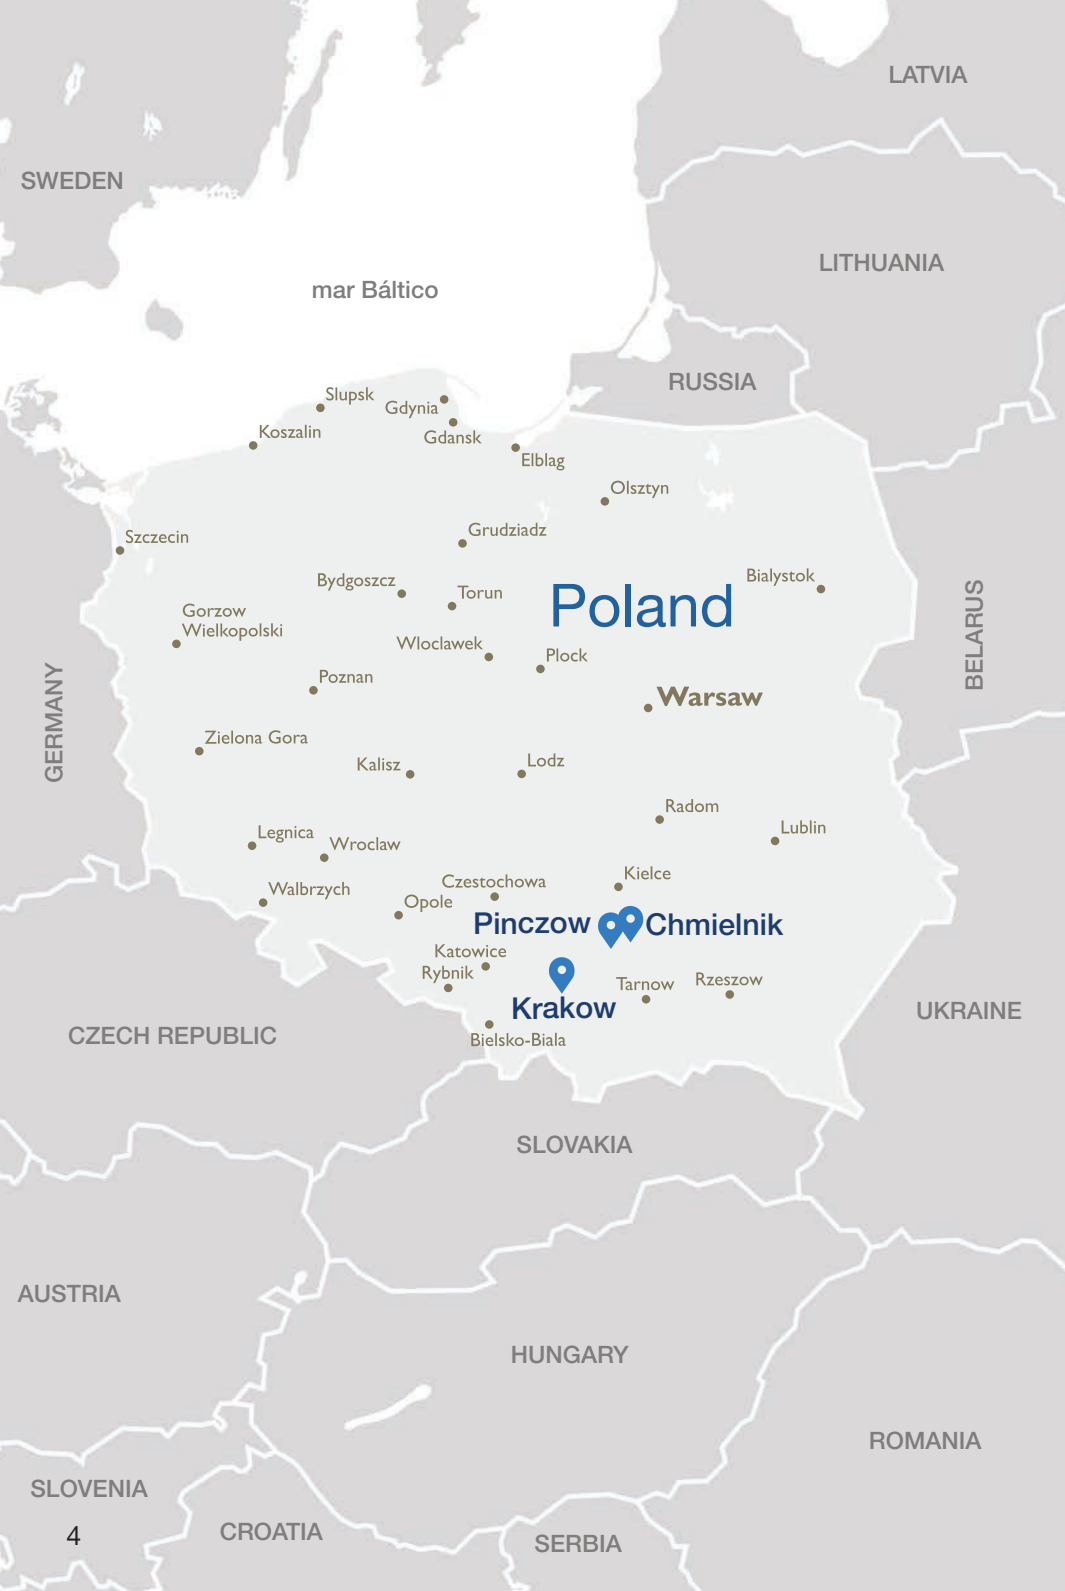 LATVIA
SWEDEN
LITHUANIA
mar Báltico
RUSSIA
Slupsk
Gdynia
Koszalin
Gdansk
Elblag
Olsztyn
Grudziadz
Szczecin
Bydgoszcz
Torun
Bialystok
Poland
Gorzow
Wielkopolski
BELARUS
Wloclawek
Plock
Poznan
Warsaw
GERMANY
Zielona Gora
Kalisz
Lodz
Radom
Lublin
Legnica
Wroclaw
Kielce
Czestochowa
Walbrzych
Opole
Pinczow
Chmielnik
Katowice
Rybnik
Tarnow
Rzeszow
Krakow
UKRAINE
CZECH REPUBLIC
Bielsko-Biala
SLOVAKIA
AUSTRIA
HUNGARY
ROMANIA
SLOVENIA
4
CROATIA
SERBIA